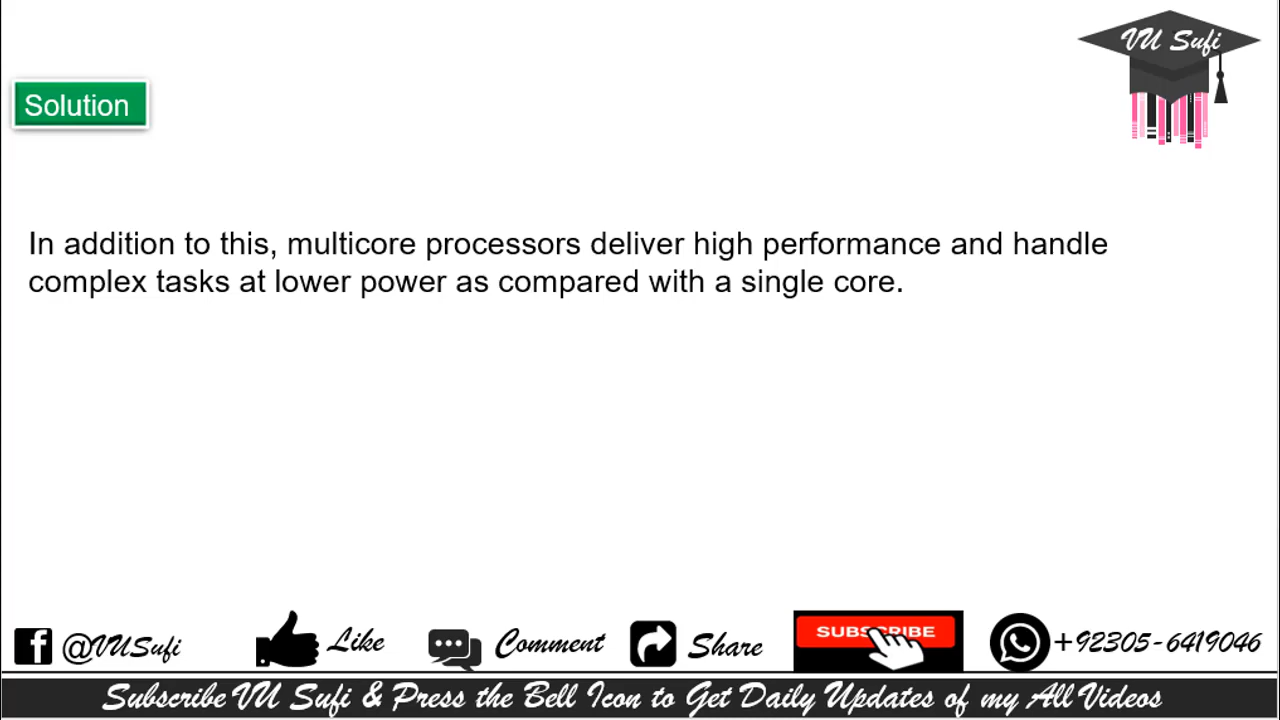 VU Sufi
Solution
In addition to this, multicore processors deliver high performance and handle
complex tasks at lower power as compared with a single core.
@VUSufi
Like
Comment
Share
SUBSCRIBE
+92305-6419046
Subscribe VU Sufi & Press the Bell Icon to Get Daily Updates of my All Videos